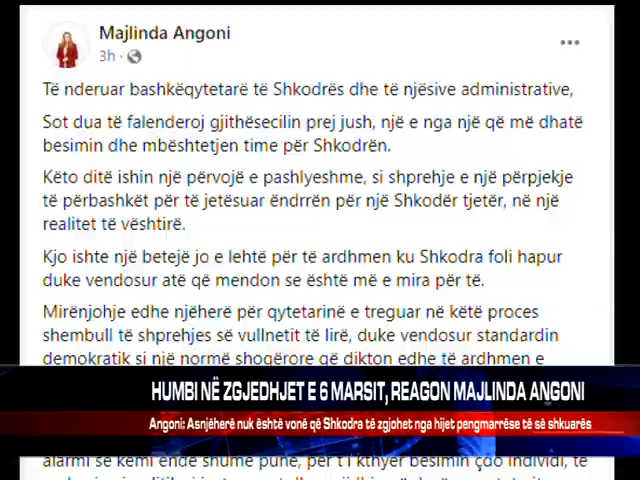 Majlinda Angoni
3h ·
Të nderuar bashkëqytetarë të Shkodrës dhe të njësive administrative,
Sot dua të falenderoj gjithësecilin prej jush, një e nga një që më dhatë
besimin dhe mbështetjen time për Shkodrën.
Këto ditë ishin një përvojë e pashlyeshme, si shprehje e një përpjekje
të përbashkët për të jetësuar ëndrrën për një Shkodër tjetër, në një
realitet të vështirë.
Kjo ishte një betejë jo e lehtë për të ardhmen ku Shkodra foli hapur
duke vendosur atë që mendon se është më e mira për të.
Mirënjohje edhe njëherë për qytetarinë e treguar në këtë proces
shembull të shprehjes së vullnetit të lirë, duke vendosur standardin
demokratik si një normë shoqërore që dikton edhe të ardhmen e
HUMBI NË ZGJEDHJET E 6 MARSIT, REAGON MAJLINDA ANGONI
Angoni: Asnjëherë nuk është vonë që Shkodra të zgjohet nga hijet pengmarrëse të së shkuarës
alarmi se kemi ende shumë punë, për t'i kthyer besimin çdo individi, të